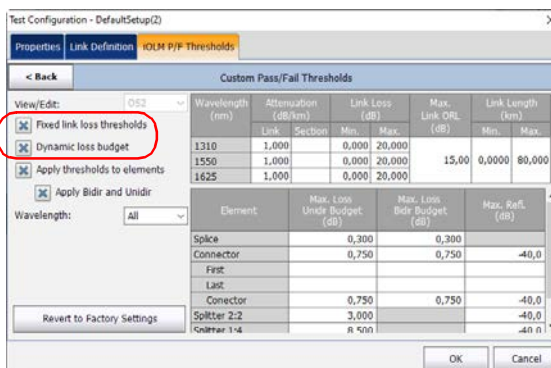 Test Configuration - DefaultSetup(2)
Properties Link Definition iOLM P/F Thresholds
< Back Custom Pass/Fail Thresholds
View/Edit: OS2
Fixed link loss thresholds
Dynamic loss budget
Apply thresholds to elements
Apply Bidir and Unidir
Wavelength: All
Revert to Factory Settings
Wavelength (nm) Attenuation (dB/km) Link Loss (dB) Max. Link ORL (dB) Link Length (km)
Link Section Min. Max. Min. Max.
1310 1,000 0,000 20,000
1550 1,000 0,000 20,000 15,00 0,0000 80,000
1625 1,000 0,000 20,000
Element Max. Loss Unidir Budget (dB) Max. Loss Bidir Budget (dB) Max. Refl. (dB)
Splice 0,300 0,300
Connector 0,750 0,750 -40,0
First
Last
Conector 0,750 0,750 -40,0
Splitter 2:2 3,000 -40,0
Splitter 1:4 8,500 -40,0
OK Cancel